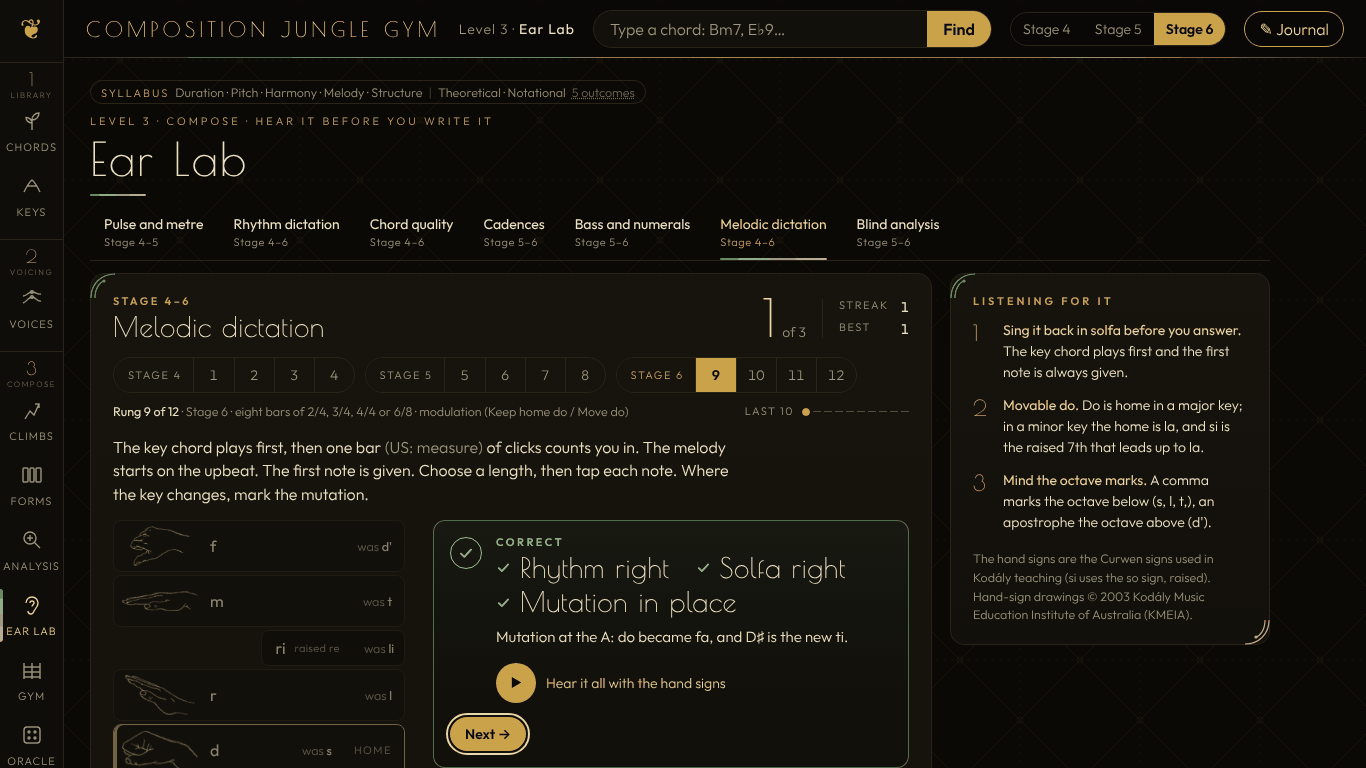 COMPOSITION JUNGLE GYM
Level 3 · Ear Lab
Type a chord: Bm7, E♭9…
Find
Stage 4
Stage 5
Stage 6
✎ Journal
1
LIBRARY
CHORDS
KEYS
2
VOICING
VOICES
3
COMPOSE
CLIMBS
FORMS
ANALYSIS
EAR LAB
GYM
ORACLE
SYLLABUS Duration · Pitch · Harmony · Melody · Structure | Theoretical · Notational 5 outcomes
LEVEL 3 · COMPOSE · HEAR IT BEFORE YOU WRITE IT
Ear Lab
Pulse and metre
Stage 4–5
Rhythm dictation
Stage 4–6
Chord quality
Stage 4–6
Cadences
Stage 5–6
Bass and numerals
Stage 5–6
Melodic dictation
Stage 4–6
Blind analysis
Stage 5–6
STAGE 4–6
Melodic dictation
1 of 3
STREAK 1
BEST 1
STAGE 4 1 2 3 4
STAGE 5 5 6 7 8
STAGE 6 9 10 11 12
Rung 9 of 12 · Stage 6 · eight bars of 2/4, 3/4, 4/4 or 6/8 · modulation (Keep home do / Move do)
LAST 10
The key chord plays first, then one bar (US: measure) of clicks counts you in. The melody
starts on the upbeat. The first note is given. Choose a length, then tap each note. Where
the key changes, mark the mutation.
f was d'
m was t
ri raised re was li
r was l
d was s HOME
CORRECT
✓ Rhythm right ✓ Solfa right
✓ Mutation in place
Mutation at the A: do became fa, and D♯ is the new ti.
Hear it all with the hand signs
Next →
LISTENING FOR IT
1 Sing it back in solfa before you answer.
The key chord plays first and the first
note is always given.
2 Movable do. Do is home in a major key;
in a minor key the home is la, and si is
the raised 7th that leads up to la.
3 Mind the octave marks. A comma
marks the octave below (s, l, t,), an
apostrophe the octave above (d').
The hand signs are the Curwen signs used in
Kodály teaching (si uses the so sign, raised).
Hand-sign drawings © 2003 Kodály Music
Education Institute of Australia (KMEIA).